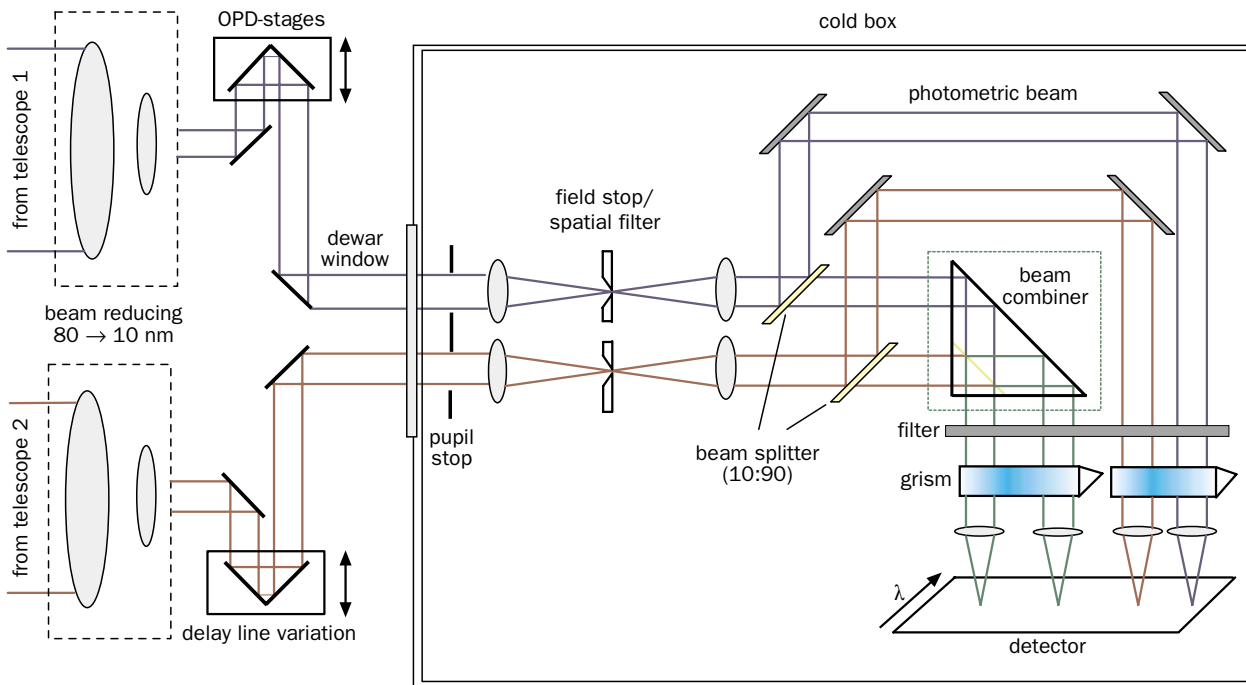 OPD-stages
cold box
from telescope 1
photometric beam
field stop/
spatial filter
dewar
window
beam
combiner
beam reducing
80 → 10 nm
from telescope 2
pupil
stop
beam splitter
(10:90)
filter
grism
λ
delay line variation
detector